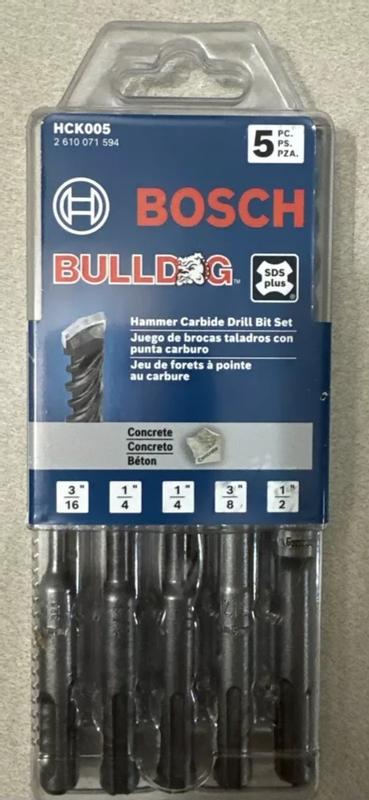 HCK005
2 610 071 594
5 PC.
PS.
PZA.
BOSCH
BULLDOG™
SDS
plus
®
Hammer Carbide Drill Bit Set
Juego de brocas taladros con
punta carburo
Jeu de forets à pointe
au carbure
Concrete
Concreto
Béton
Concrete
3/16" 1/4" 1/4" 3/8" 1/2"